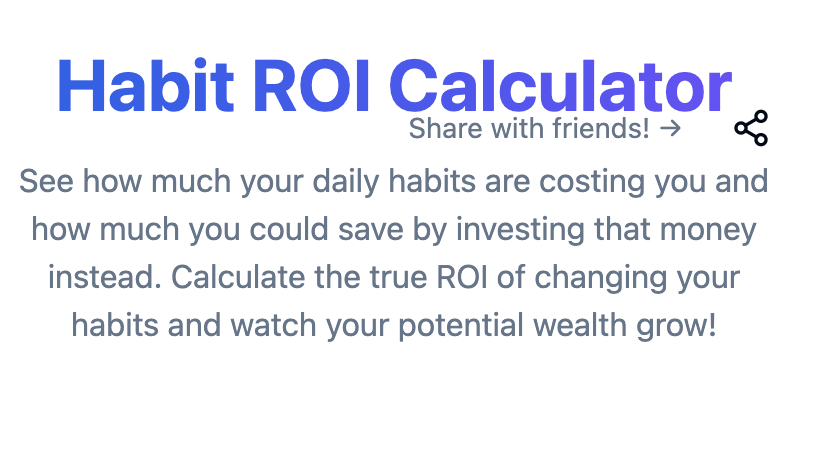 Habit ROI Calculator
Share with friends! →
See how much your daily habits are costing you and
how much you could save by investing that money
instead. Calculate the true ROI of changing your
habits and watch your potential wealth grow!